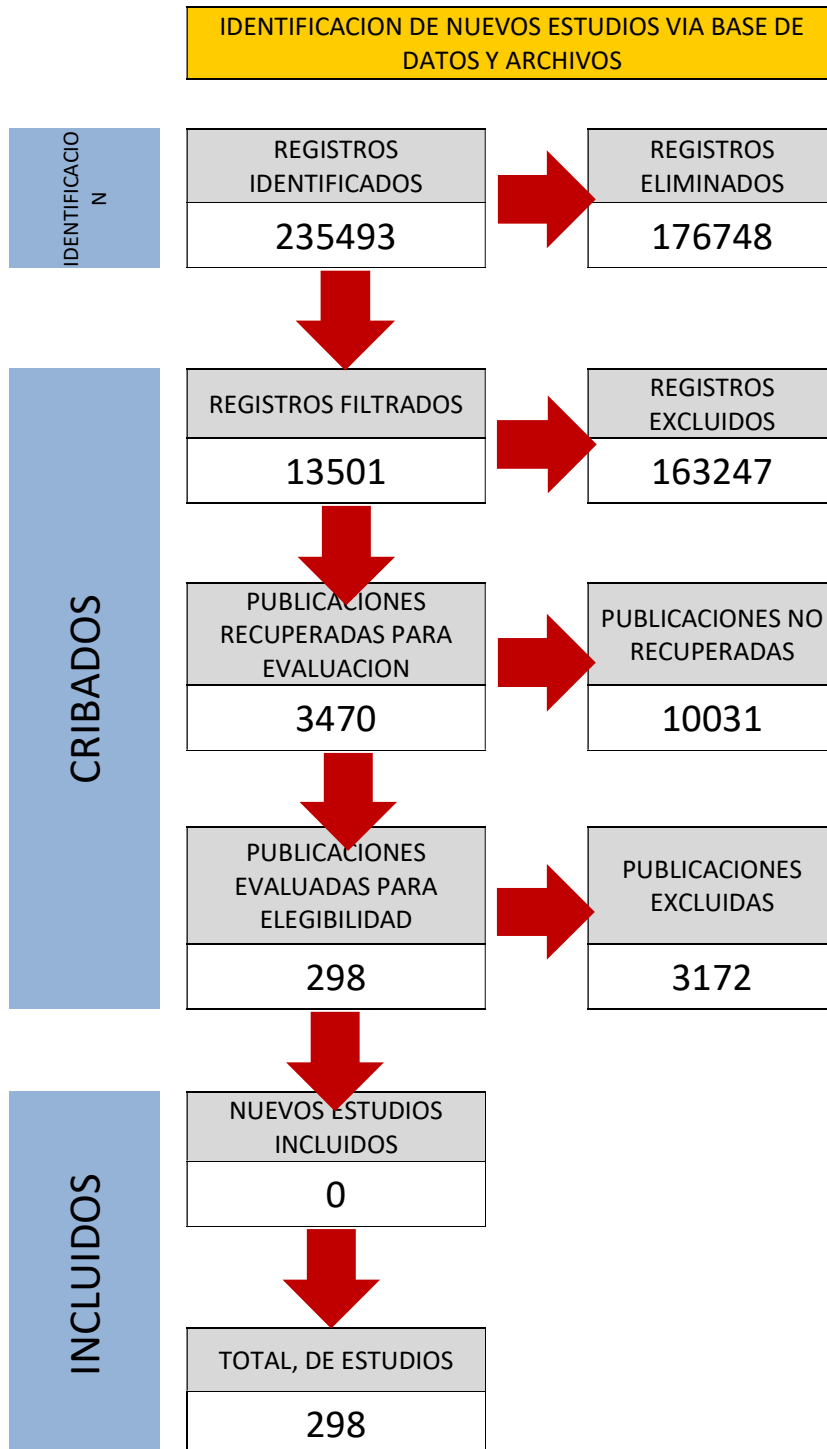 IDENTIFICACION DE NUEVOS ESTUDIOS VIA BASE DE
DATOS Y ARCHIVOS
IDENTIFICACIO
N
REGISTROS
IDENTIFICADOS
235493
REGISTROS
ELIMINADOS
176748
CRIBADOS
REGISTROS FILTRADOS
13501
REGISTROS
EXCLUIDOS
163247
PUBLICACIONES
RECUPERADAS PARA
EVALUACION
3470
PUBLICACIONES NO
RECUPERADAS
10031
PUBLICACIONES
EVALUADAS PARA
ELEGIBILIDAD
298
PUBLICACIONES
EXCLUIDAS
3172
INCLUIDOS
NUEVOS ESTUDIOS
INCLUIDOS
0
TOTAL, DE ESTUDIOS
298